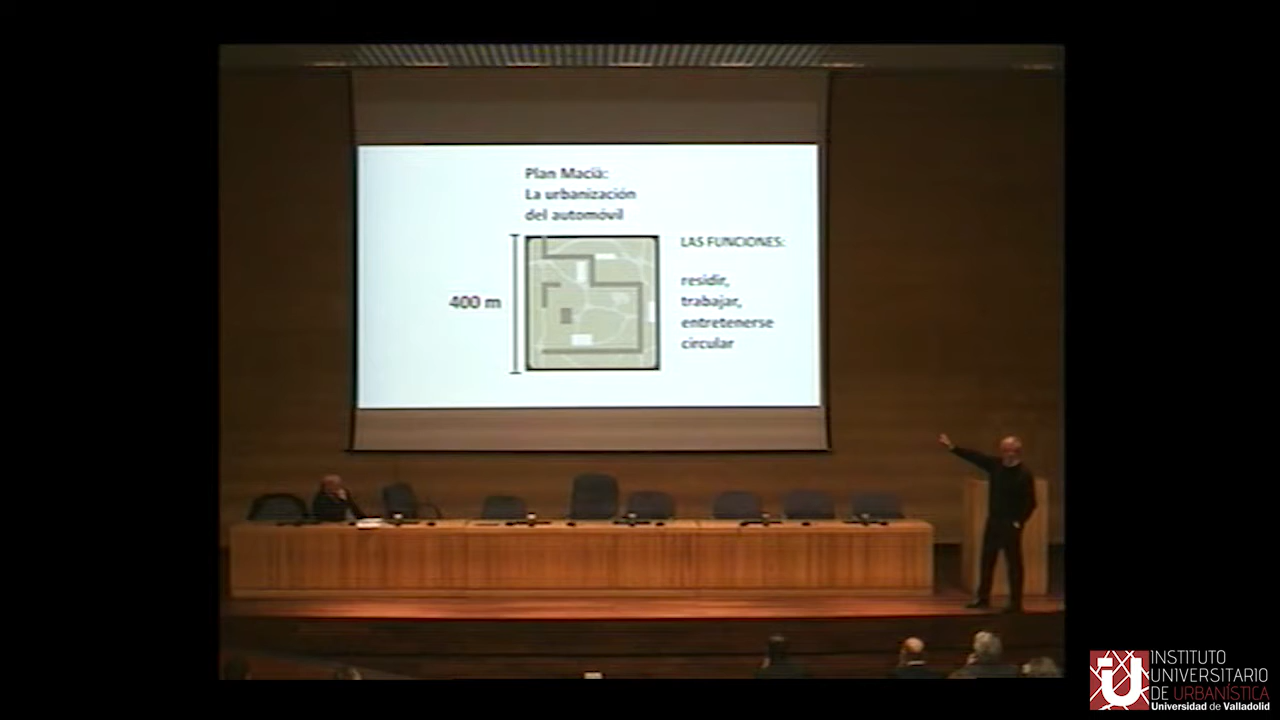 Plan Macià:
La urbanización
del automóvil
LAS FUNCIONES:
400 m
residir,
trabajar,
entretenerse
circular
INSTITUTO
UNIVERSITARIO
DE URBANÍSTICA
Universidad de Valladolid